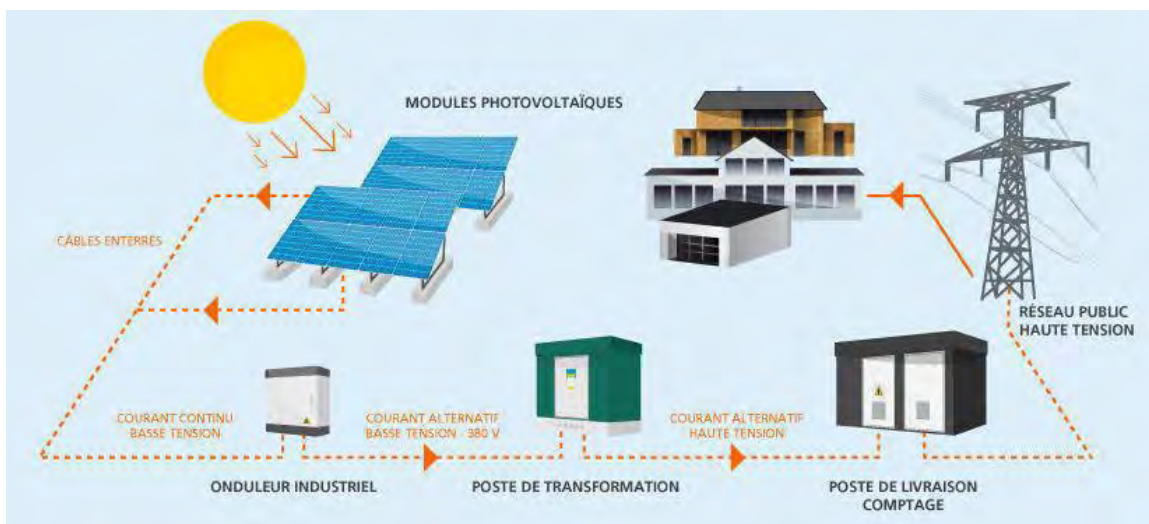 MODULES PHOTOVOLTAÏQUES
CÂBLES ENTERRÉS
RÉSEAU PUBLIC
HAUTE TENSION
COURANT CONTINU
BASSE TENSION
COURANT ALTERNATIF
BASSE TENSION - 380 V
COURANT ALTERNATIF
HAUTE TENSION
ONDULEUR INDUSTRIEL
POSTE DE TRANSFORMATION
POSTE DE LIVRAISON
COMPTAGE